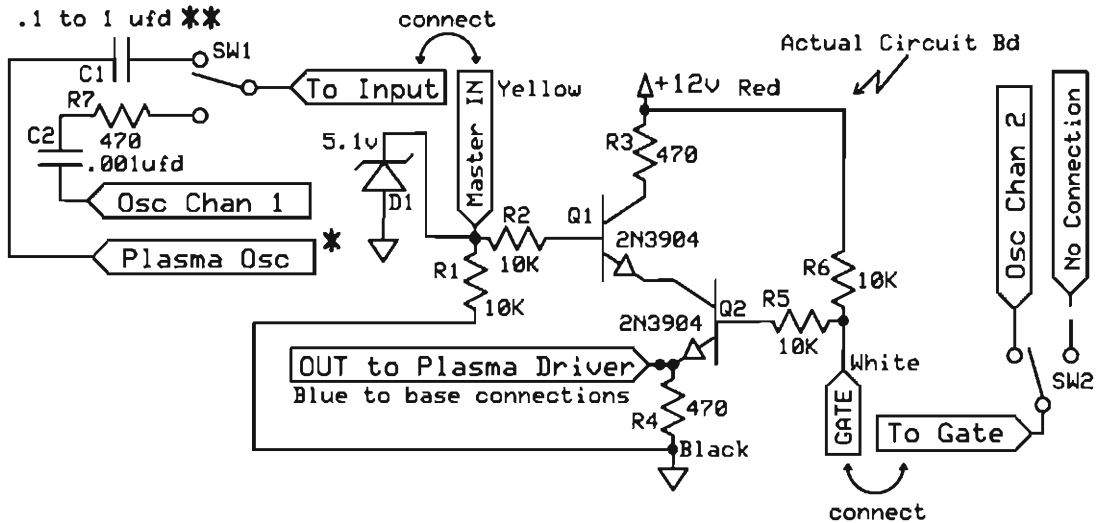 .1 to 1 ufd **
connect
SW1
C1
To Input
Master IN
Yellow
Actual Circuit Bd
+12v Red
R7
470
C2
.001ufd
5.1v
D1
R3
470
Osc Chan 1
Plasma Osc *
R2
10K
Q1
2N3904
R1
10K
R6
10K
Osc Chan 2
No Connection
Q2
2N3904
R5
10K
OUT to Plasma Driver
Blue to base connections
R4
470
Black
White
GATE
To Gate
SW2
connect